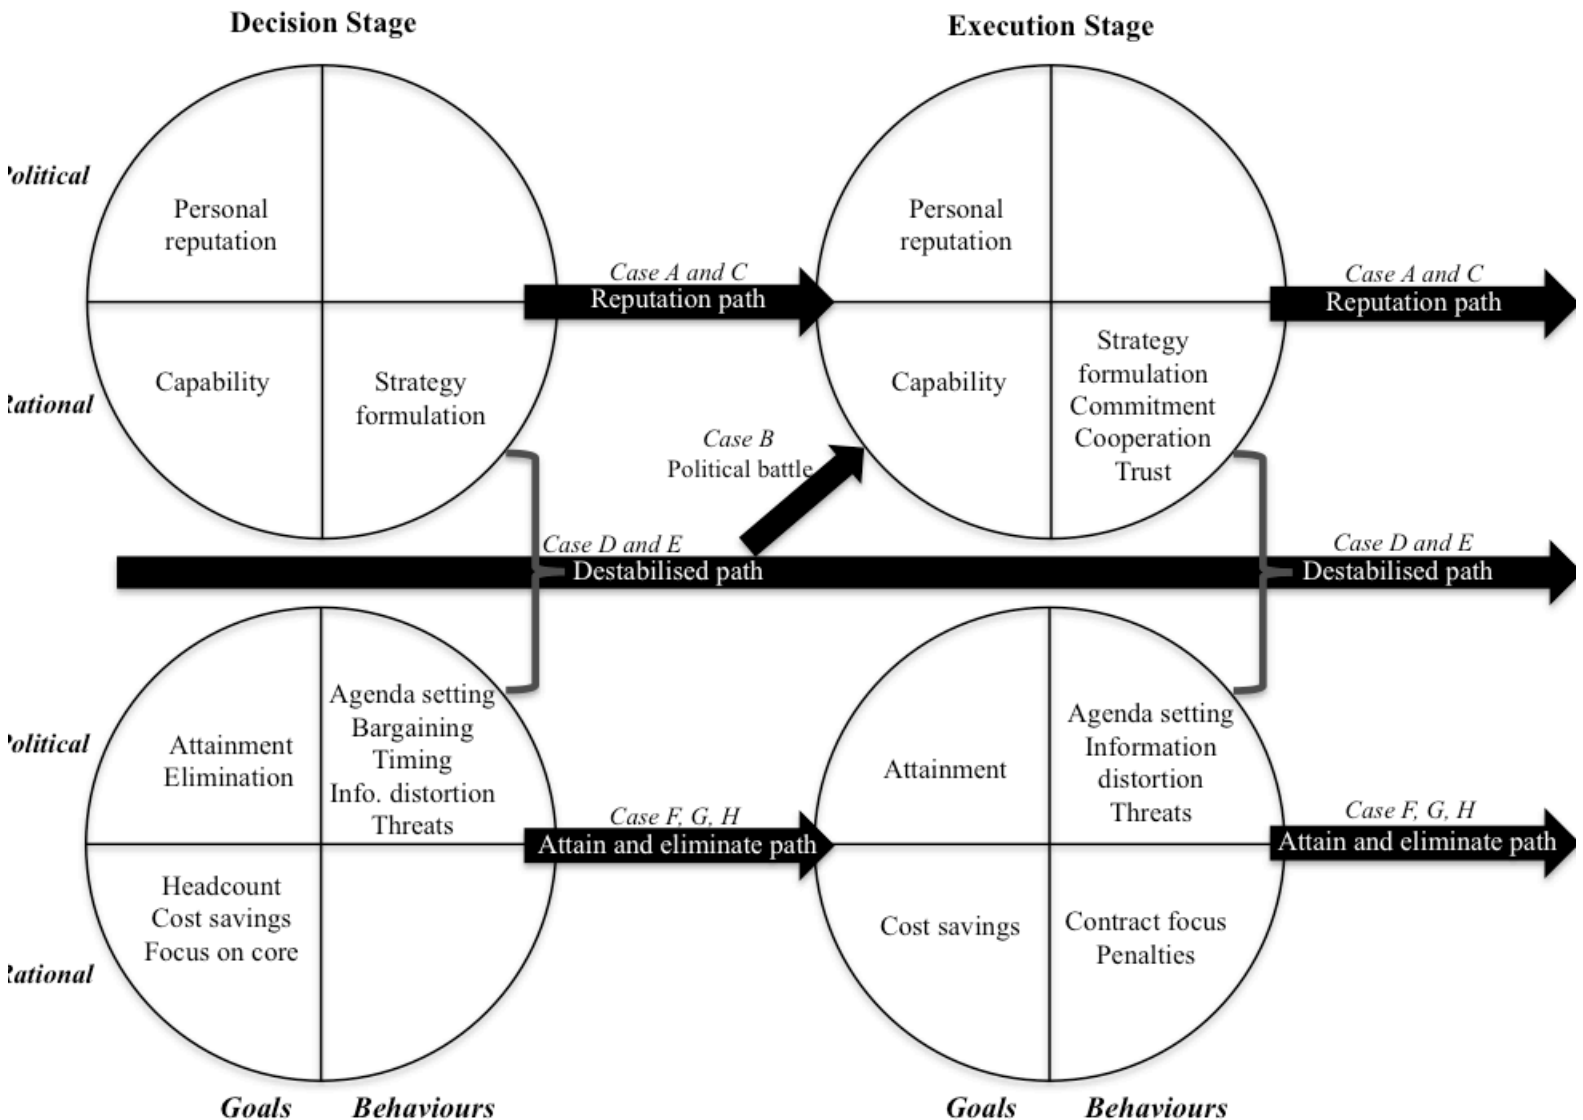 Decision Stage
Execution Stage
Political
Personal
reputation
Personal
reputation
Case A and C
Reputation path
Case A and C
Reputation path
Rational
Capability
Strategy
formulation
Capability
Strategy
formulation
Commitment
Cooperation
Trust
Case B
Political battle
Case D and E
Destabilised path
Case D and E
Destabilised path
Political
Attainment
Elimination
Agenda setting
Bargaining
Timing
Info. distortion
Threats
Attainment
Agenda setting
Information
distortion
Threats
Case F, G, H
Attain and eliminate path
Case F, G, H
Attain and eliminate path
Rational
Headcount
Cost savings
Focus on core
Cost savings
Contract focus
Penalties
Goals
Behaviours
Goals
Behaviours